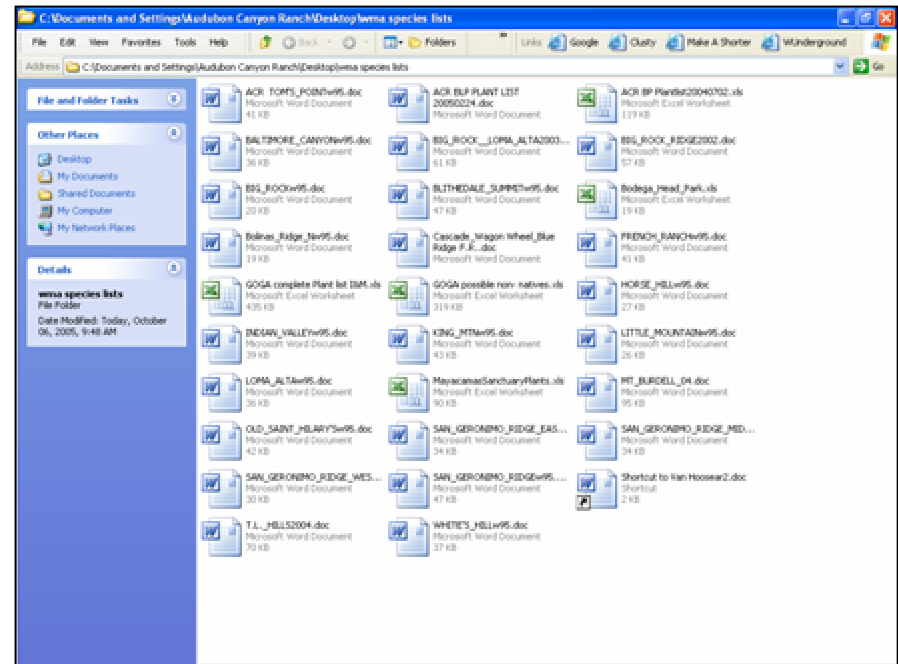 C:\Documents and Settings\Audubon Canyon Ranch\Desktop\wma species lists
File Edit View Favorites Tools Help Back Folders Links Google Clusty Make A Shorter WUnderground
Address C:\Documents and Settings\Audubon Canyon Ranch\Desktop\wma species lists Go
File and Folder Tasks
Other Places
Desktop
My Documents
Shared Documents
My Computer
My Network Places
Details
wma species lists
File Folder
Date Modified: Today, October
06, 2005, 9:48 AM
ACR TOM'S_POINTw95.doc
Microsoft Word Document
41 KB
ACR BLP PLANT LIST
20050224.doc
Microsoft Word Document
ACR BP Plantlist20040702.xls
Microsoft Excel Worksheet
119 KB
BALTIMORE_CANYONw95.doc
Microsoft Word Document
36 KB
BIG_ROCK__LOMA_ALTA2003...
Microsoft Word Document
61 KB
BIG_ROCK_RIDGE2002.doc
Microsoft Word Document
57 KB
BIG_ROCKw95.doc
Microsoft Word Document
20 KB
BLITHEDALE_SUMMITw95.doc
Microsoft Word Document
47 KB
Bodega_Head_Park.xls
Microsoft Excel Worksheet
19 KB
Bolinas_Ridge_Nw95.doc
Microsoft Word Document
19 KB
Cascade_Wagon Wheel_Blue
Ridge F.R..doc
Microsoft Word Document
FRENCH_RANCHw95.doc
Microsoft Word Document
41 KB
GOGA complete Plant list I&M.xls
Microsoft Excel Worksheet
435 KB
GOGA possible non- natives.xls
Microsoft Excel Worksheet
319 KB
HORSE_HILLw95.doc
Microsoft Word Document
27 KB
INDIAN_VALLEYw95.doc
Microsoft Word Document
39 KB
KING_MTNw95.doc
Microsoft Word Document
43 KB
LITTLE_MOUNTAINw95.doc
Microsoft Word Document
26 KB
LOMA_ALTAw95.doc
Microsoft Word Document
36 KB
MayacamasSanctuaryPlants.xls
Microsoft Excel Worksheet
90 KB
MT_BURDELL_04.doc
Microsoft Word Document
95 KB
OLD_SAINT_HILARY'Sw95.doc
Microsoft Word Document
42 KB
SAN_GERONIMO_RIDGE_EAS...
Microsoft Word Document
34 KB
SAN_GERONIMO_RIDGE_MID...
Microsoft Word Document
34 KB
SAN_GERONIMO_RIDGE_WES...
Microsoft Word Document
30 KB
SAN_GERONIMO_RIDGEw95....
Microsoft Word Document
47 KB
Shortcut to Van Hoosear2.doc
Shortcut
2 KB
T.L._HILLS2004.doc
Microsoft Word Document
70 KB
WHITE'S_HILLw95.doc
Microsoft Word Document
37 KB